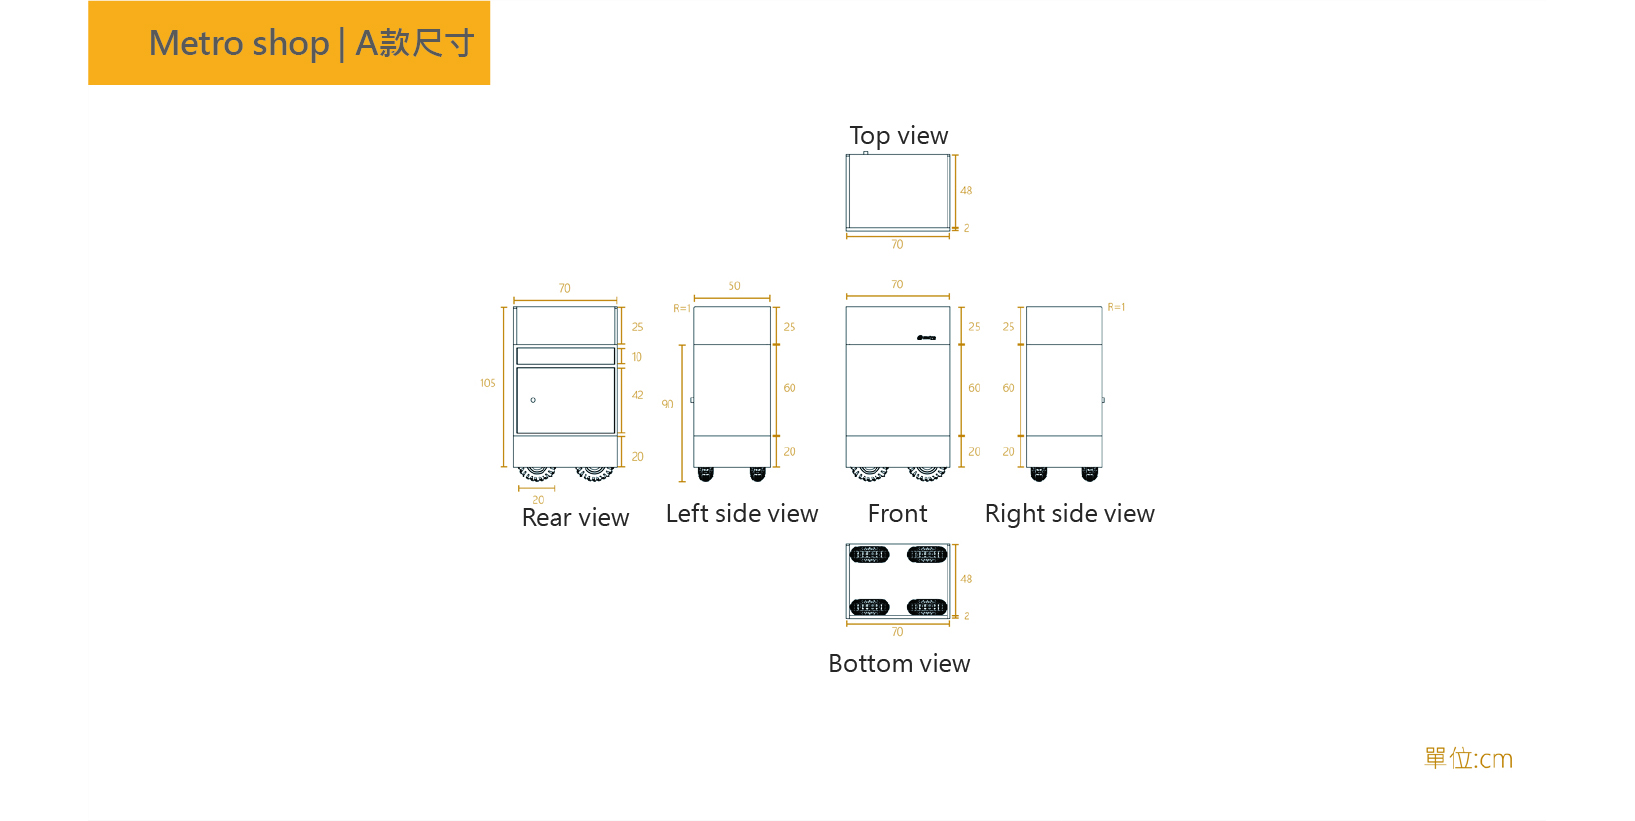 Metro shop | A款尺寸
Top view
48
2
70
70
25
10
105
42
20
20
Rear view
50
R=1
25
60
90
20
Left side view
70
25
60
20
Front
R=1
25
60
20
Right side view
48
2
70
Bottom view
單位:cm